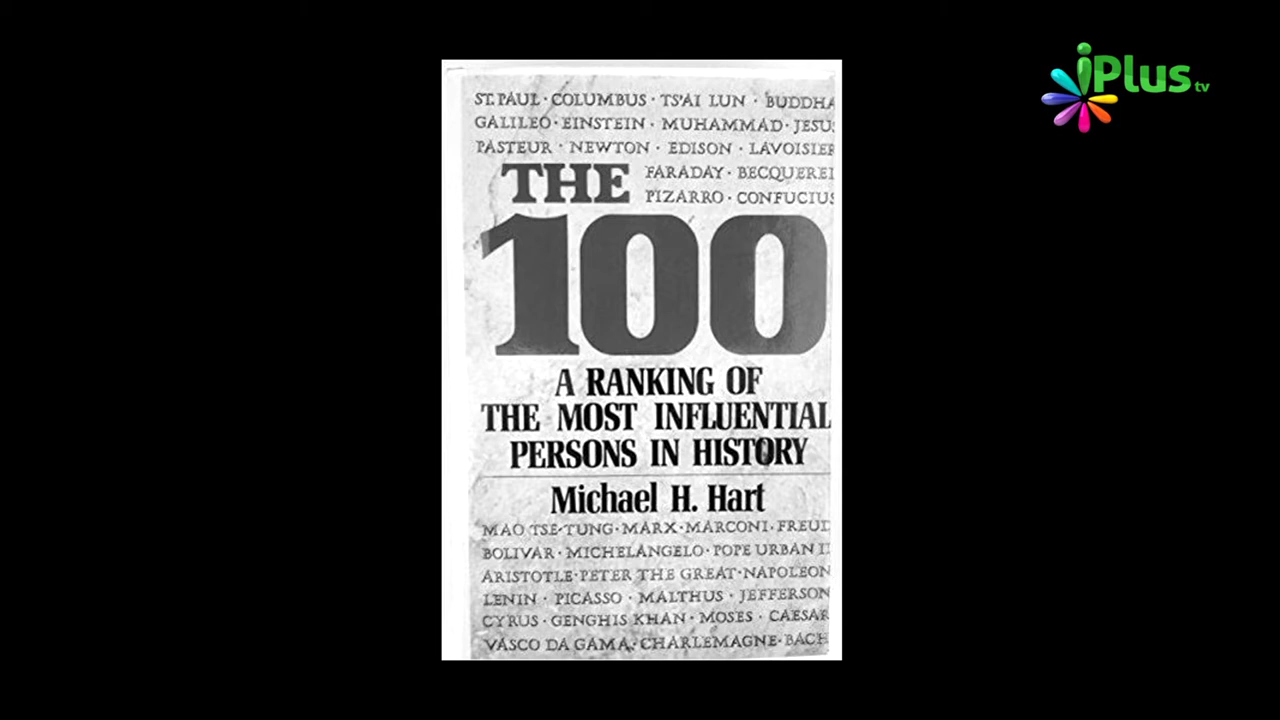 iPlus tv
ST. PAUL · COLUMBUS · TS'AI LUN · BUDDHA
GALILEO · EINSTEIN · MUHAMMAD · JESU
PASTEUR · NEWTON · EDISON · LAVOISIER
THE
FARADAY · BECQUEREL
PIZARRO · CONFUCIUS
100
A RANKING OF
THE MOST INFLUENTIAL
PERSONS IN HISTORY
Michael H. Hart
MAO TSE-TUNG · MARX · MARCONI · FREUD
BOLIVAR · MICHELANGELO · POPE URBAN II
ARISTOTLE · PETER THE GREAT · NAPOLEON
LENIN · PICASSO · MALTHUS · JEFFERSON
CYRUS · GENGHIS KHAN · MOSES · CAESAR
VASCO DA GAMA · CHARLEMAGNE · BACH